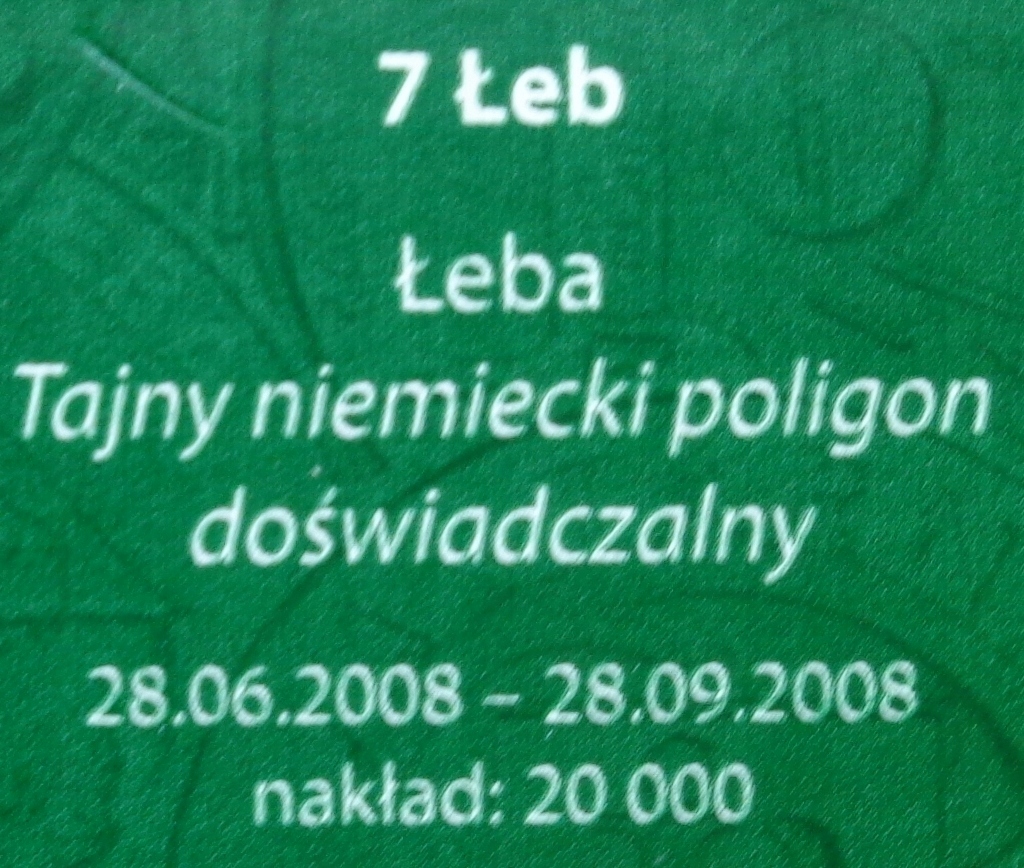 7 Łeb
Łeba
Tajny niemiecki poligon
doświadczalny
28.06.2008 – 28.09.2008
nakład: 20 000